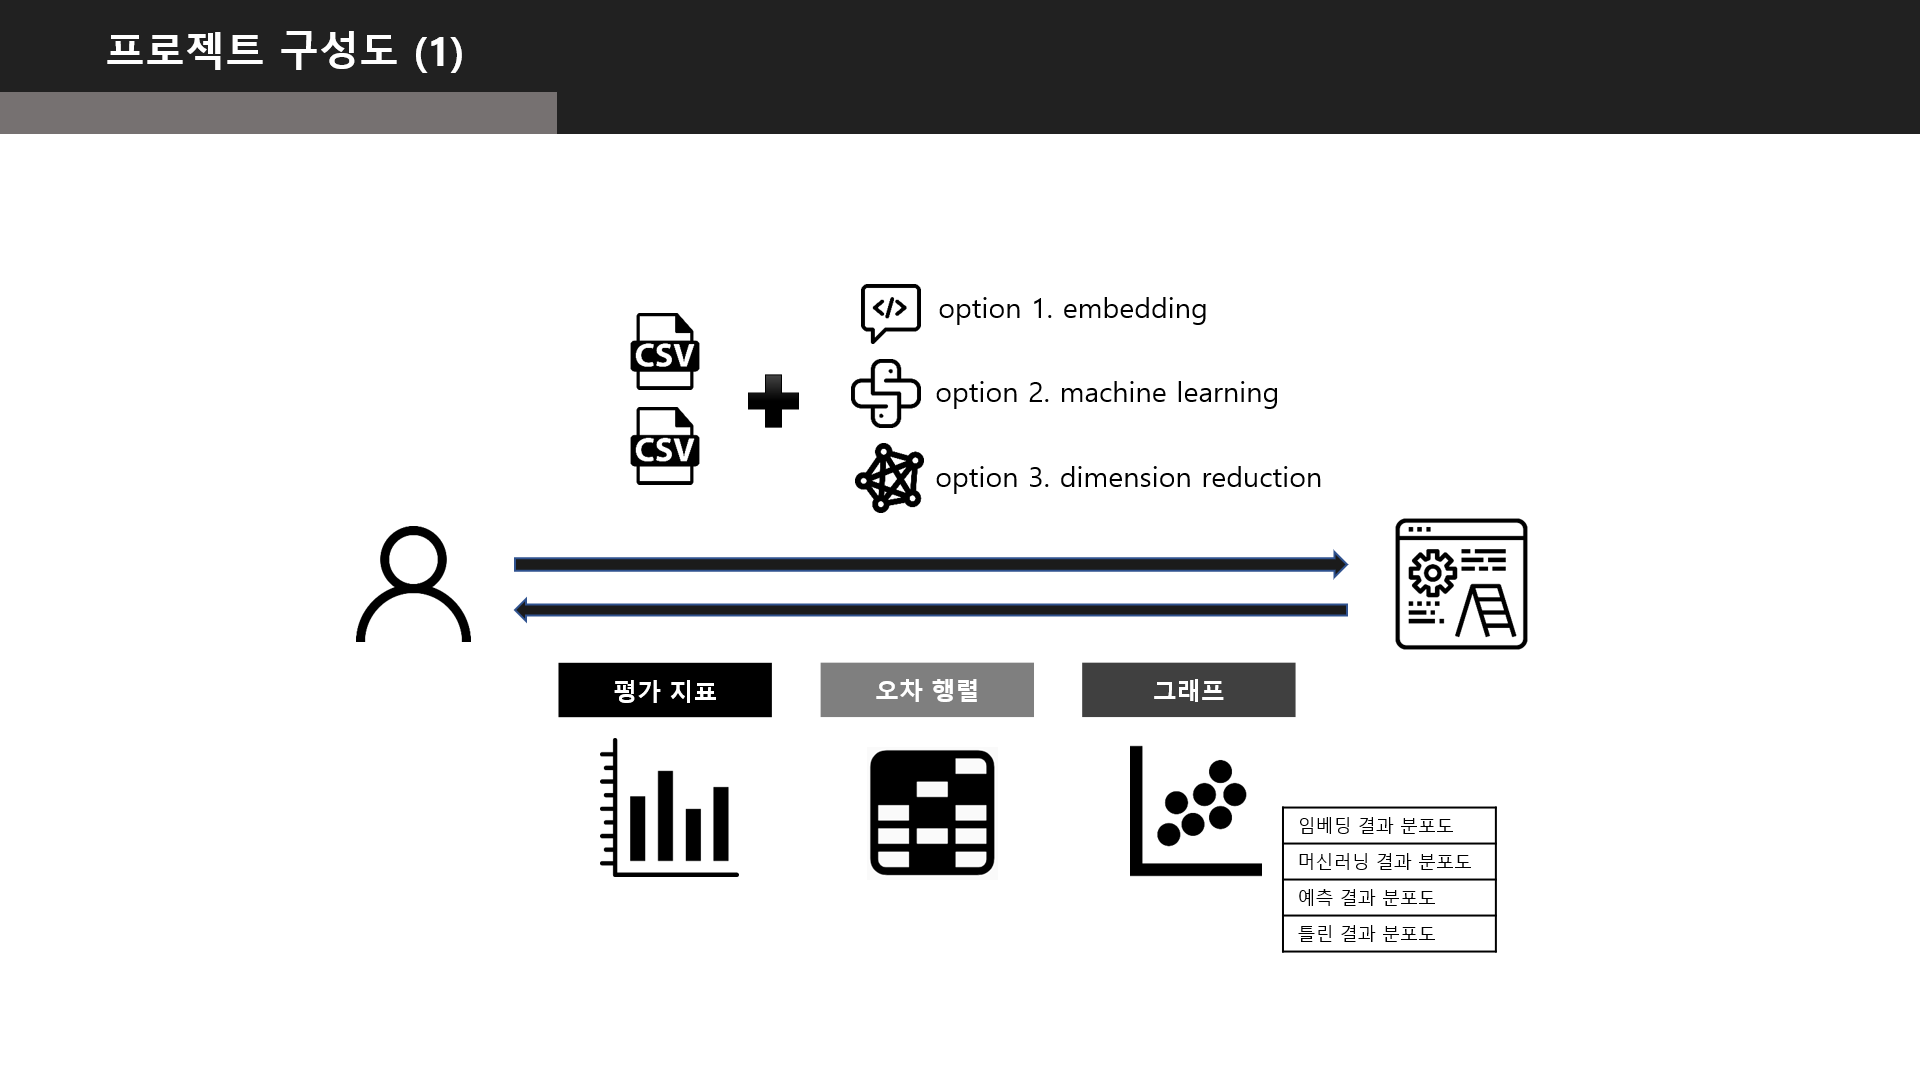 프로젝트 구성도 (1)
option 1. embedding
CSV
option 2. machine learning
CSV
option 3. dimension reduction
평가 지표
오차 행렬
그래프
임베딩 결과 분포도
머신러닝 결과 분포도
예측 결과 분포도
틀린 결과 분포도